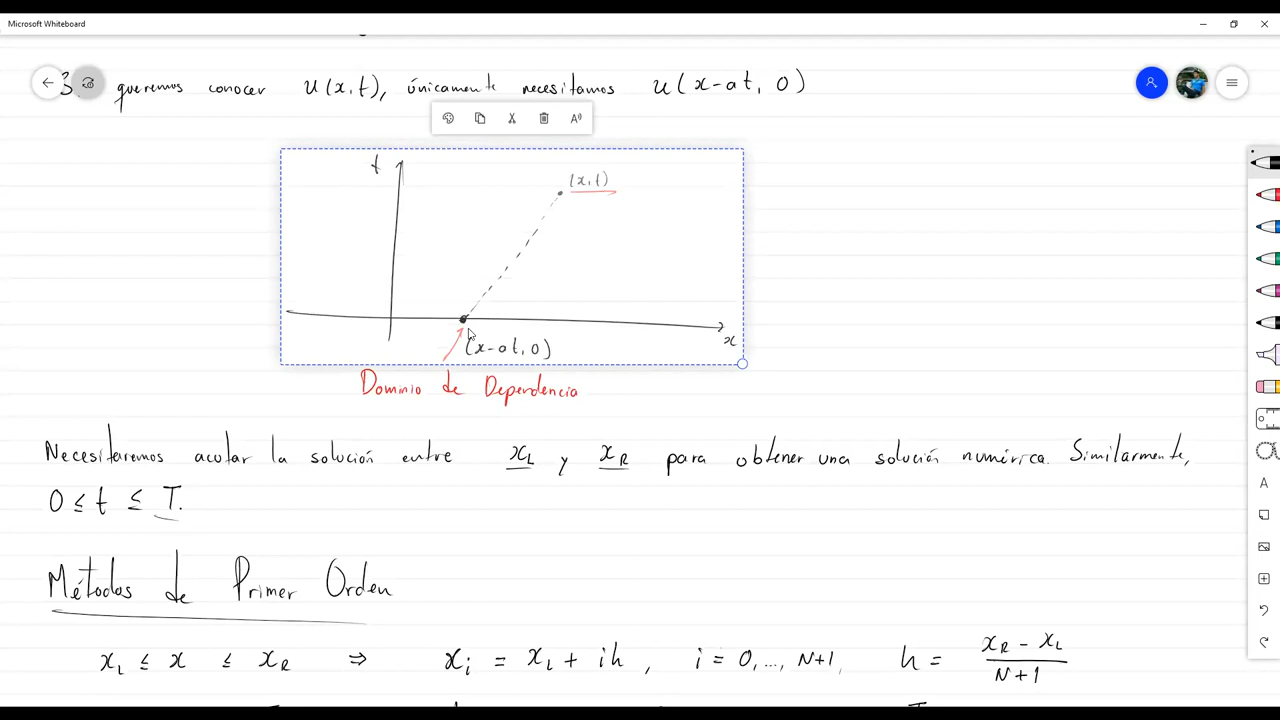 Microsoft Whiteboard
3. queremos conocer u(x,t), únicamente necesitamos u(x-at, 0)
t
(x,t)
x
(x-at, 0)
Dominio de Dependencia
Necesitaremos acotar la solución entre x_L y x_R para obtener una solución numérica. Similarmente,
0 ≤ t ≤ T.
Métodos de Primer Orden
x_L ≤ x ≤ x_R ⇒ x_i = x_L + ih, i = 0,..., N+1, h = (x_R - x_L)/(N+1)